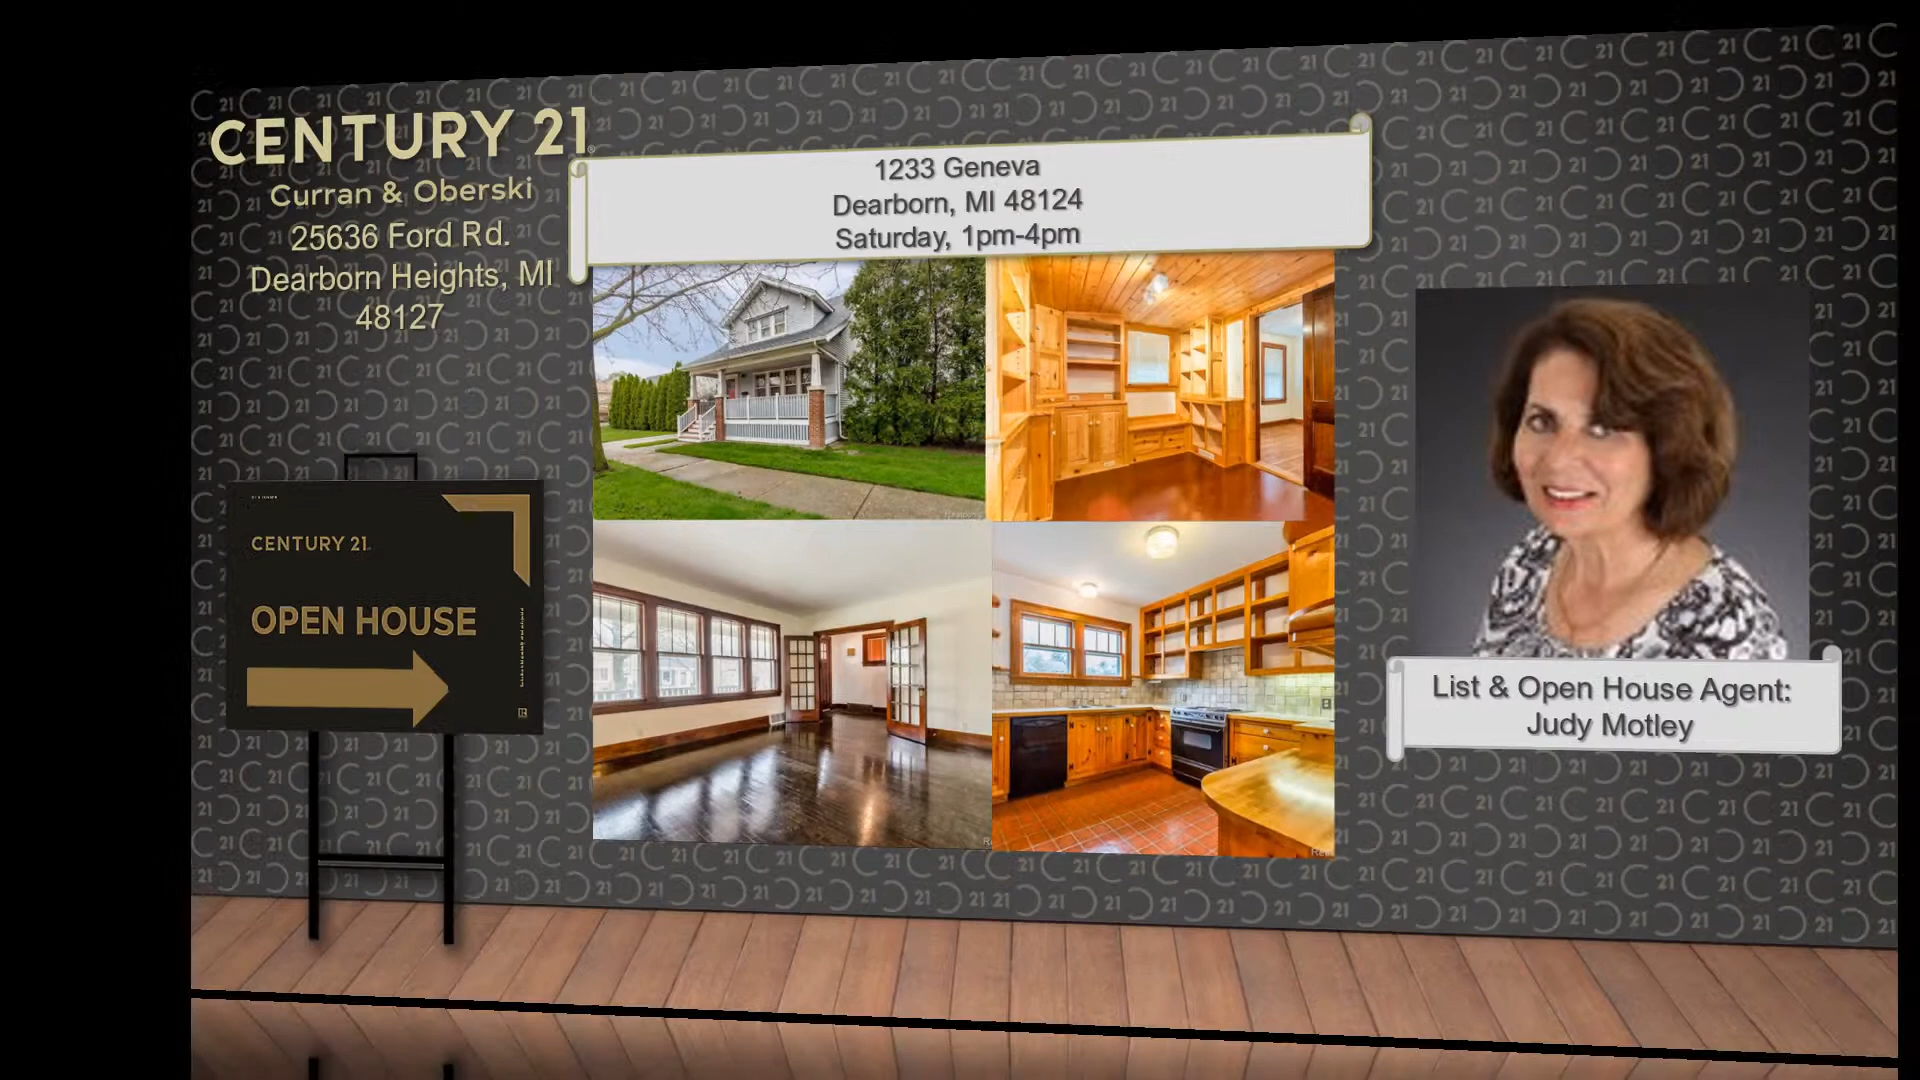 CENTURY 21
Curran & Oberski
25636 Ford Rd.
Dearborn Heights, MI
48127
1233 Geneva
Dearborn, MI 48124
Saturday, 1pm-4pm
CENTURY 21
OPEN HOUSE
List & Open House Agent:
Judy Motley